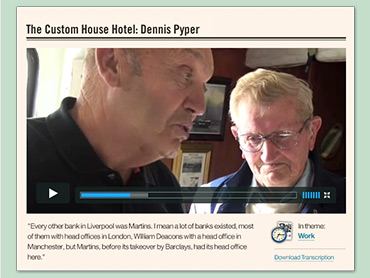 The Custom House Hotel: Dennis Pyper
"Every other bank in Liverpool was Martins. I mean a lot of banks existed, most
of them with head offices in London, William Deacons with a head office in
Manchester, but Martins, before its takeover by Barclays, had its head office
here."
In theme:
Work
Download Transcription